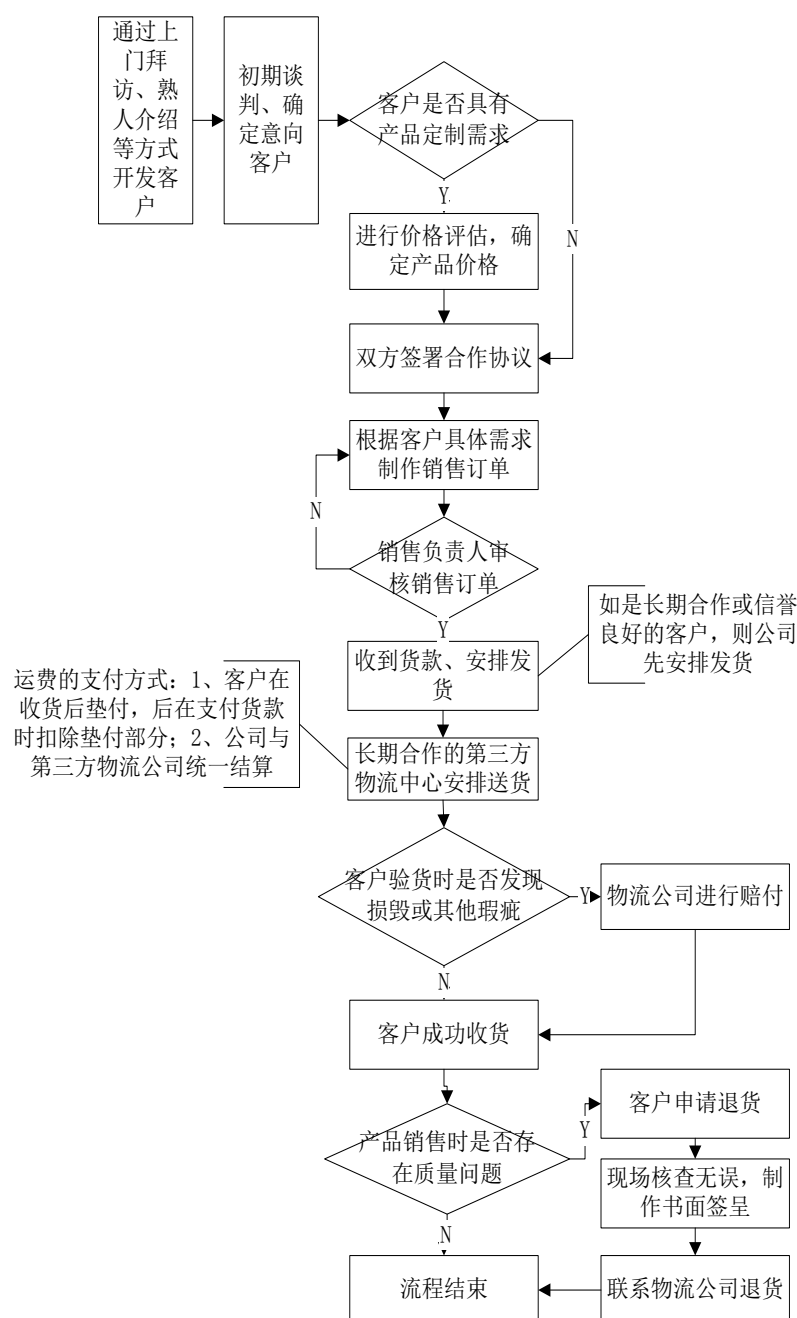 通过上
门拜
访、熟
人介绍
等方式
开发客
户
初期谈
判、确
定意向
客户
客户是否具有
产品定制需求
Y
N
进行价格评估，确
定产品价格
双方签署合作协议
根据客户具体需求
制作销售订单
N
销售负责人审
核销售订单
Y
如是长期合作或信誉
良好的客户，则公司
先安排发货
收到货款、安排发
货
运费的支付方式：1、客户在
收货后垫付，后在支付货款
时扣除垫付部分；2、公司与
第三方物流公司统一结算
长期合作的第三方
物流中心安排送货
客户验货时是否发现
损毁或其他瑕疵
Y
物流公司进行赔付
N
客户成功收货
产品销售时是否存
在质量问题
Y
客户申请退货
现场核查无误，制
作书面签呈
N
流程结束
联系物流公司退货